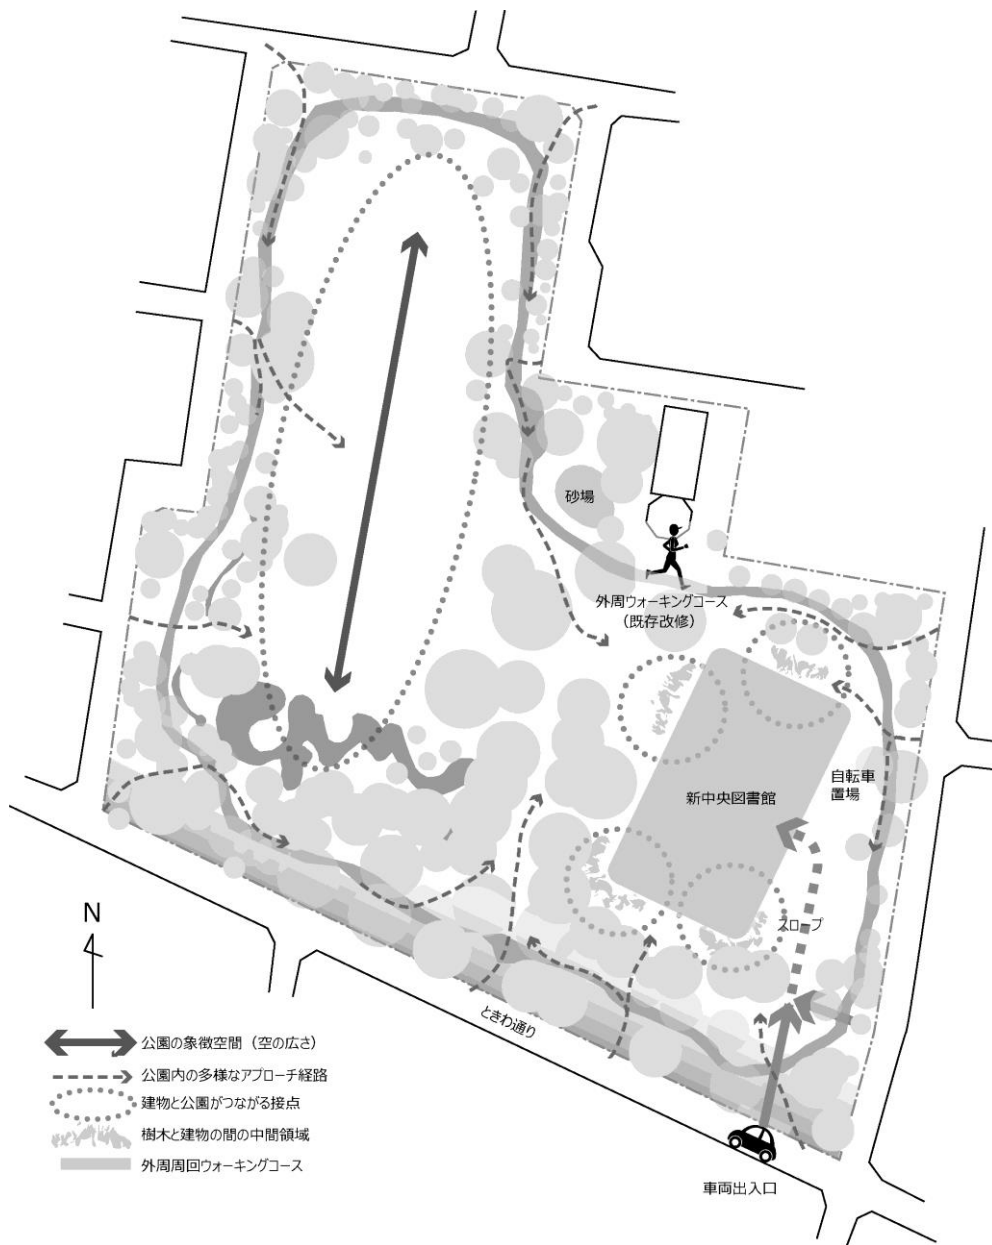 砂場
外周ウォーキングコース
（既存改修）
新中央図書館
自転車
置場
スロープ
N
ときわ通り
公園の象徴空間（空の広さ）
公園内の多様なアプローチ経路
建物と公園がつながる接点
樹木と建物の間の中間領域
外周周回ウォーキングコース
車両出入口